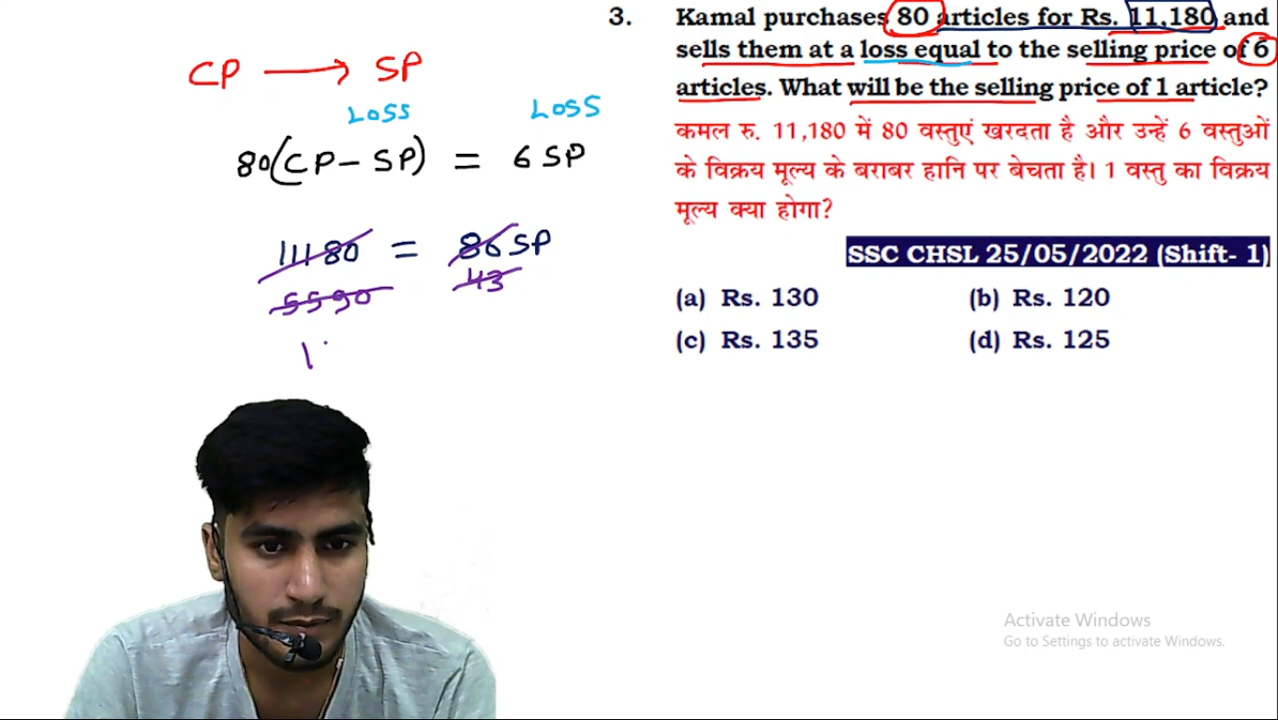 3. Kamal purchases 80 articles for Rs. 11,180 and
sells them at a loss equal to the selling price of 6
articles. What will be the selling price of 1 article?
कमल रु. 11,180 में 80 वस्तुएं खरदता है और उन्हें 6 वस्तुओं
के विक्रय मूल्य के बराबर हानि पर बेचता है। 1 वस्तु का विक्रय
मूल्य क्या होगा?
SSC CHSL 25/05/2022 (Shift- 1)
(a) Rs. 130 (b) Rs. 120
(c) Rs. 135 (d) Rs. 125
CP → SP
LOSS LOSS
80(CP - SP) = 6 SP
11180 = 86 SP
5590 43
1
Activate Windows
Go to Settings to activate Windows.